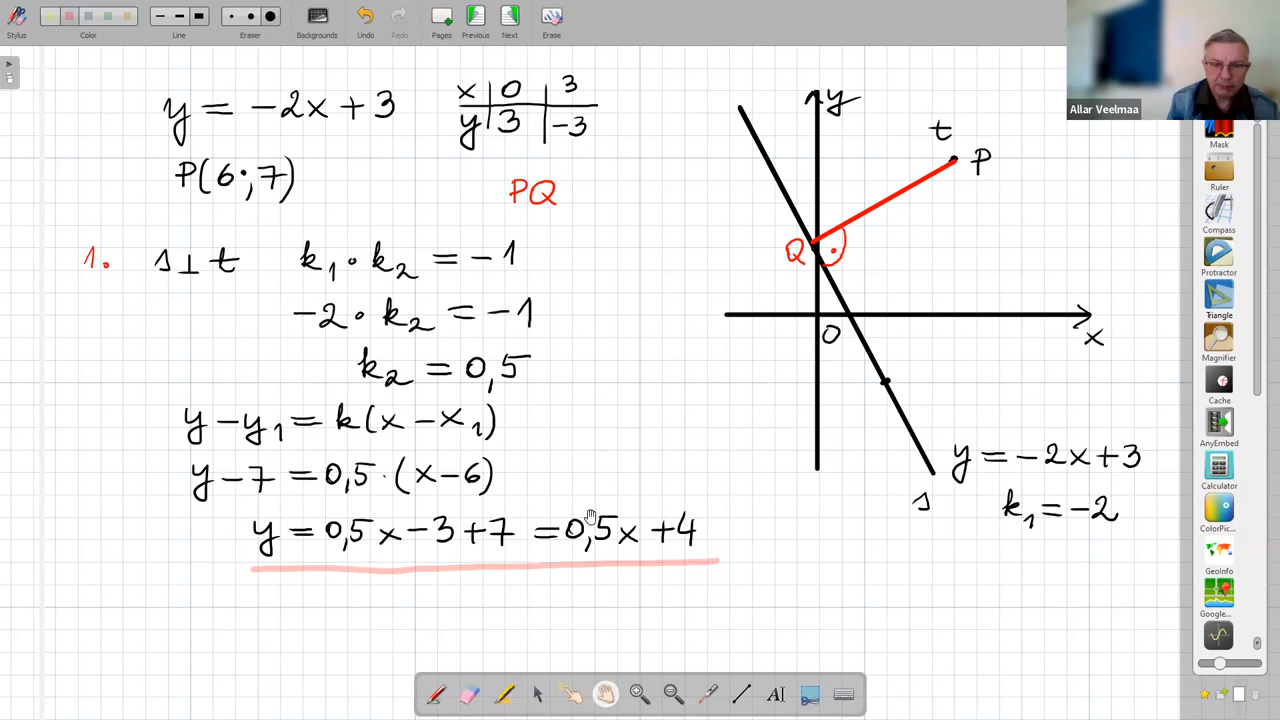 Stylus
Color
Line
Eraser
Backgrounds
Undo
Redo
Pages
Previous
Next
Erase
Allar Veelmaa
y = -2x + 3
x | 0 | 3
y | 3 | -3
P(6;7)
PQ
1. s ⊥ t k₁ · k₂ = -1
-2 · k₂ = -1
k₂ = 0,5
y - y₁ = k(x - x₁)
y - 7 = 0,5 · (x - 6)
y = 0,5x - 3 + 7 = 0,5x + 4
y
t
P
Q
0
x
y = -2x + 3
s
k₁ = -2
Mask
Ruler
Compass
Protractor
Triangle
Magnifier
Cache
AnyEmbed
Calculator
ColorPic...
GeoInfo
Google...
AI